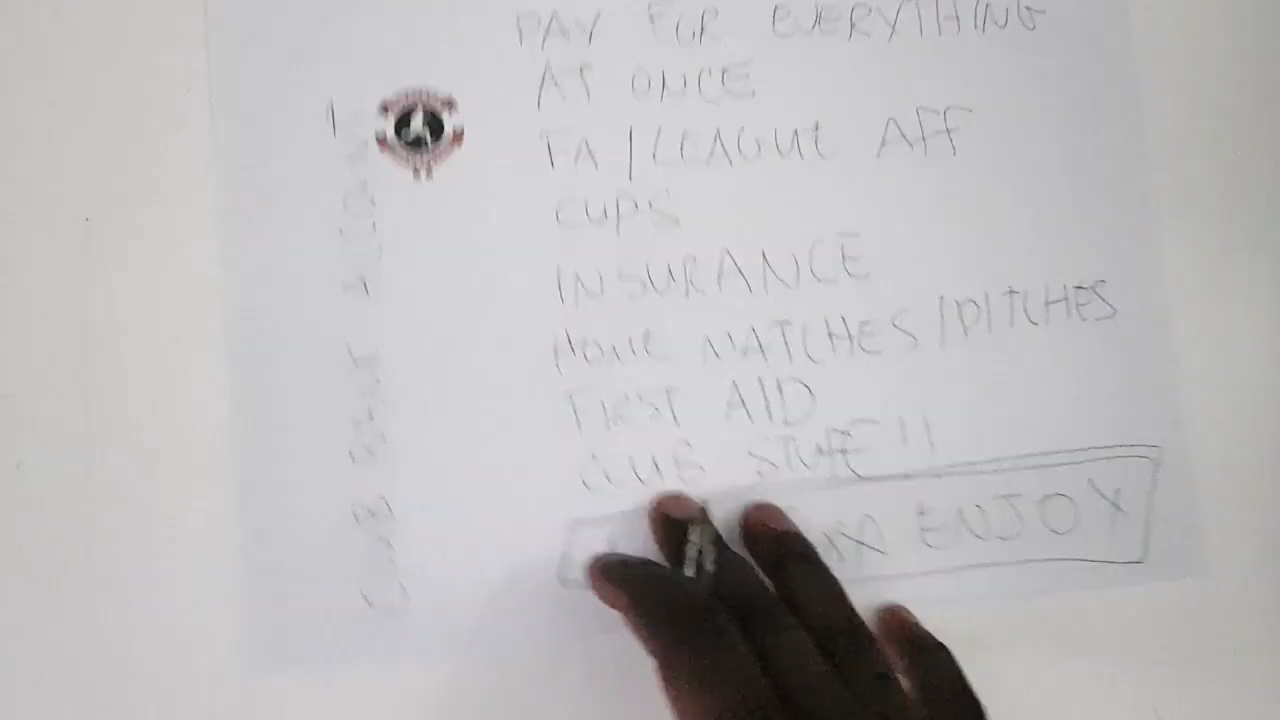 PAY FOR EVERYTHING
AT ONCE
FA/LEAGUE AFF
CUPS
INSURANCE
HOME MATCHES/PITCHES
FIRST AID
CLUB STUFF!!
ENJOY